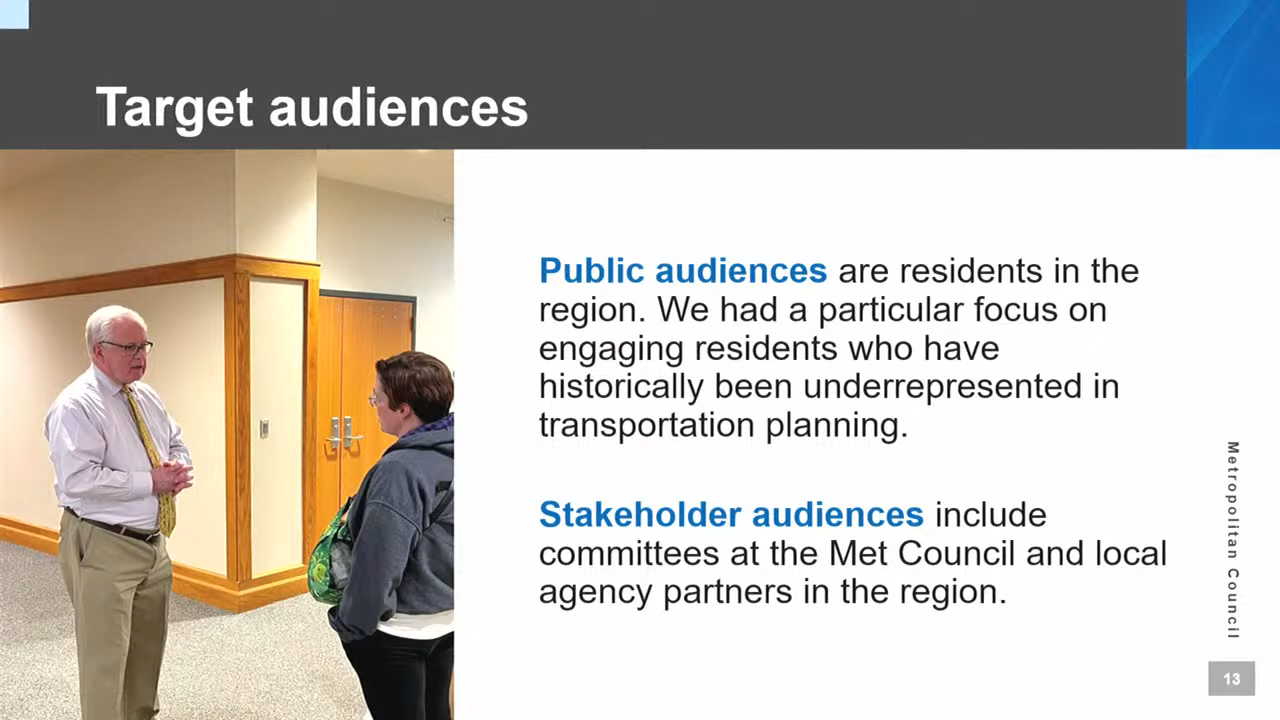 Target audiences
Public audiences are residents in the
region. We had a particular focus on
engaging residents who have
historically been underrepresented in
transportation planning.
Stakeholder audiences include
committees at the Met Council and local
agency partners in the region.
Metropolitan Council
13